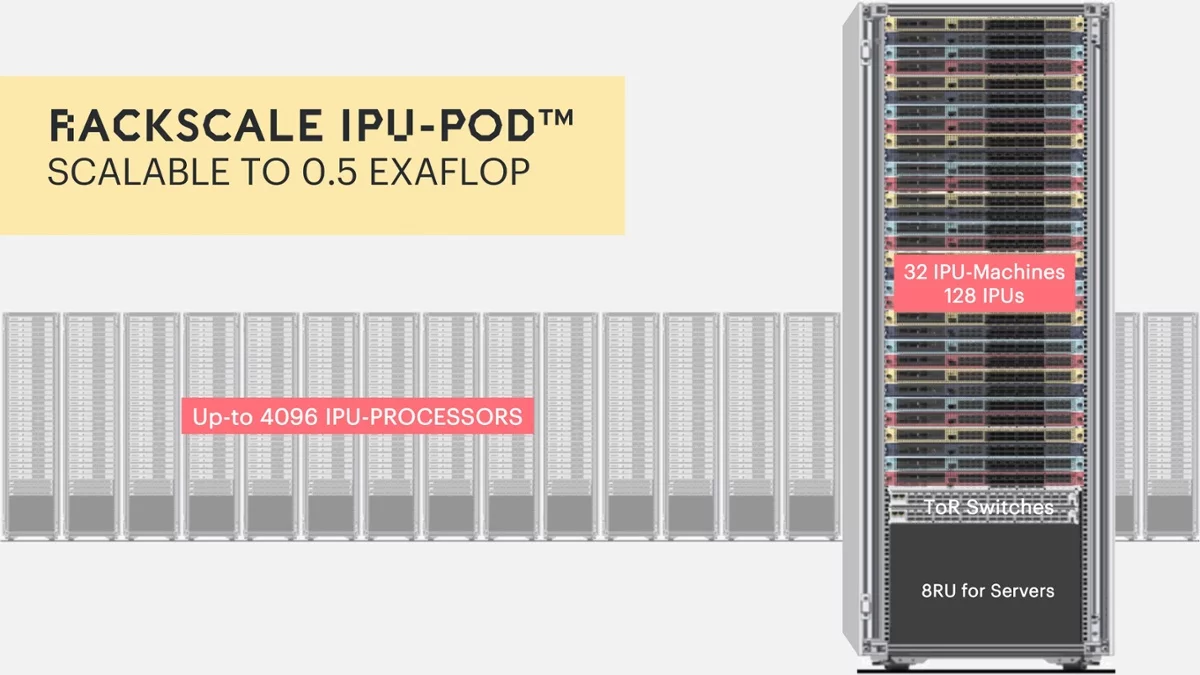 RACKSCALE IPU-POD™
SCALABLE TO 0.5 EXAFLOP
32 IPU-Machines
128 IPUs
Up-to 4096 IPU-PROCESSORS
ToR Switches
8RU for Servers